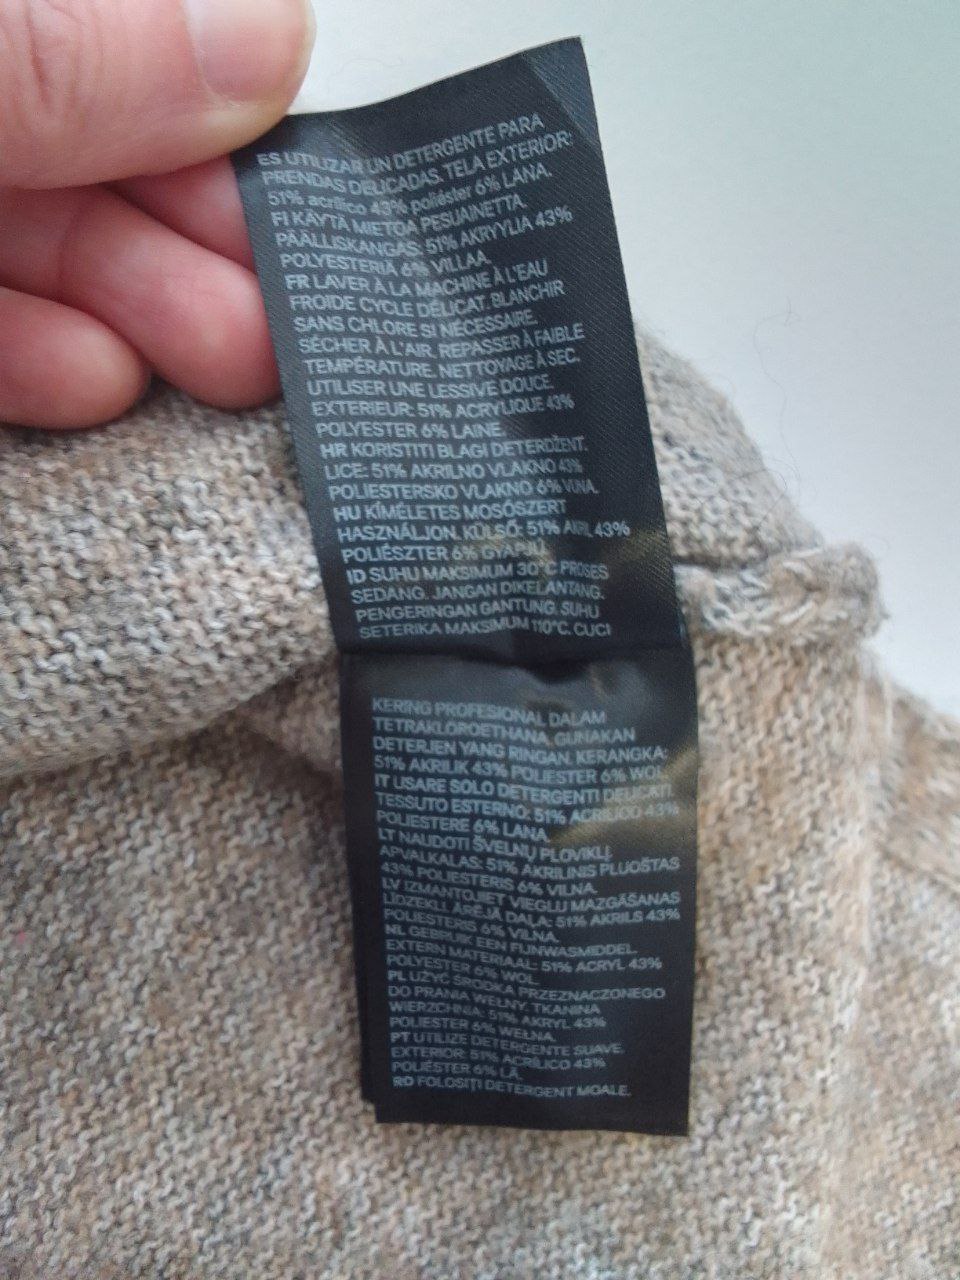 ES UTILIZAR UN DETERGENTE PARA
PRENDAS DELICADAS. TELA EXTERIOR:
51% acrílico 43% poliéster 6% LANA.
FI KÄYTÄ MIETOA PESUAINETTA.
PÄÄLLISKANGAS: 51% AKRYYLIA 43%
POLYESTERIÄ 6% VILLAA.
FR LAVER À LA MACHINE À L'EAU
FROIDE CYCLE DÉLICAT. BLANCHIR
SANS CHLORE SI NÉCESSAIRE.
SÉCHER À L'AIR. REPASSER À FAIBLE
TEMPÉRATURE. NETTOYAGE À SEC.
UTILISER UNE LESSIVE DOUCE.
EXTERIEUR: 51% ACRYLIQUE 43%
POLYESTER 6% LAINE.
HR KORISTITI BLAGI DETERDŽENT.
LICE: 51% AKRILNO VLAKNO 43%
POLIESTERSKO VLAKNO 6% VUNA.
HU KÍMÉLETES MOSÓSZERT
HASZNÁLJON. KÜLSŐ: 51% AKRIL 43%
POLIÉSZTER 6% GYAPJÚ.
ID SUHU MAKSIMUM 30°C PROSES
SEDANG. JANGAN DIKELANTANG.
PENGERINGAN GANTUNG. SUHU
SETERIKA MAKSIMUM 110°C. CUCI
KERING PROFESIONAL DALAM
TETRAKLOROETHANA. GUNAKAN
DETERJEN YANG RINGAN. KERANGKA:
51% AKRILIK 43% POLIESTER 6% WOL.
IT USARE SOLO DETERGENTI DELICATI
TESSUTO ESTERNO: 51% ACRILICO 43%
POLIESTERE 6% LANA.
LT NAUDOTI ŠVELNŲ PLOVIKLĮ.
APVALKALAS: 51% AKRILINIS PLUOŠTAS
43% POLIESTERIS 6% VILNA.
LV IZMANTOJIET VIEGLU MAZGĀŠANAS
LĪDZEKLI. ĀRĒJĀ DAĻA: 51% AKRILS 43%
POLIESTERIS 6% VILNA.
NL GEBRUIK EEN FIJNWASMIDDEL.
EXTERN MATERIAAL: 51% ACRYL 43%
POLYESTER 6% WOL.
PL UŻYĆ ŚRODKA PRZEZNACZONEGO
DO PRANIA WEŁNY. TKANINA
WIERZCHNIA: 51% AKRYL 43%
POLIESTER 6% WEŁNA.
PT UTILIZE DETERGENTE SUAVE.
EXTERIOR: 51% ACRÍLICO 43%
POLIÉSTER 6% LÃ.
RO FOLOSIȚI DETERGENT MOALE.